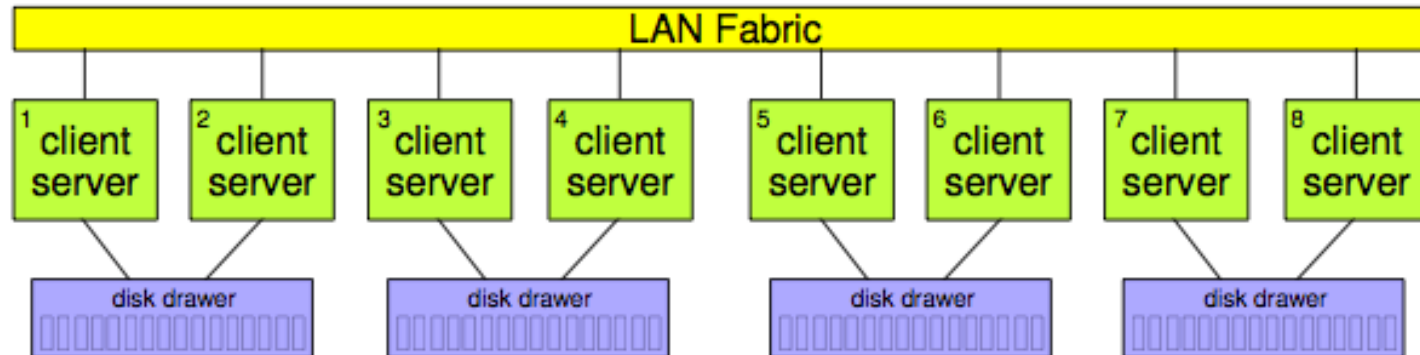 LAN Fabric
1 client server
2 client server
3 client server
4 client server
5 client server
6 client server
7 client server
8 client server
disk drawer
disk drawer
disk drawer
disk drawer